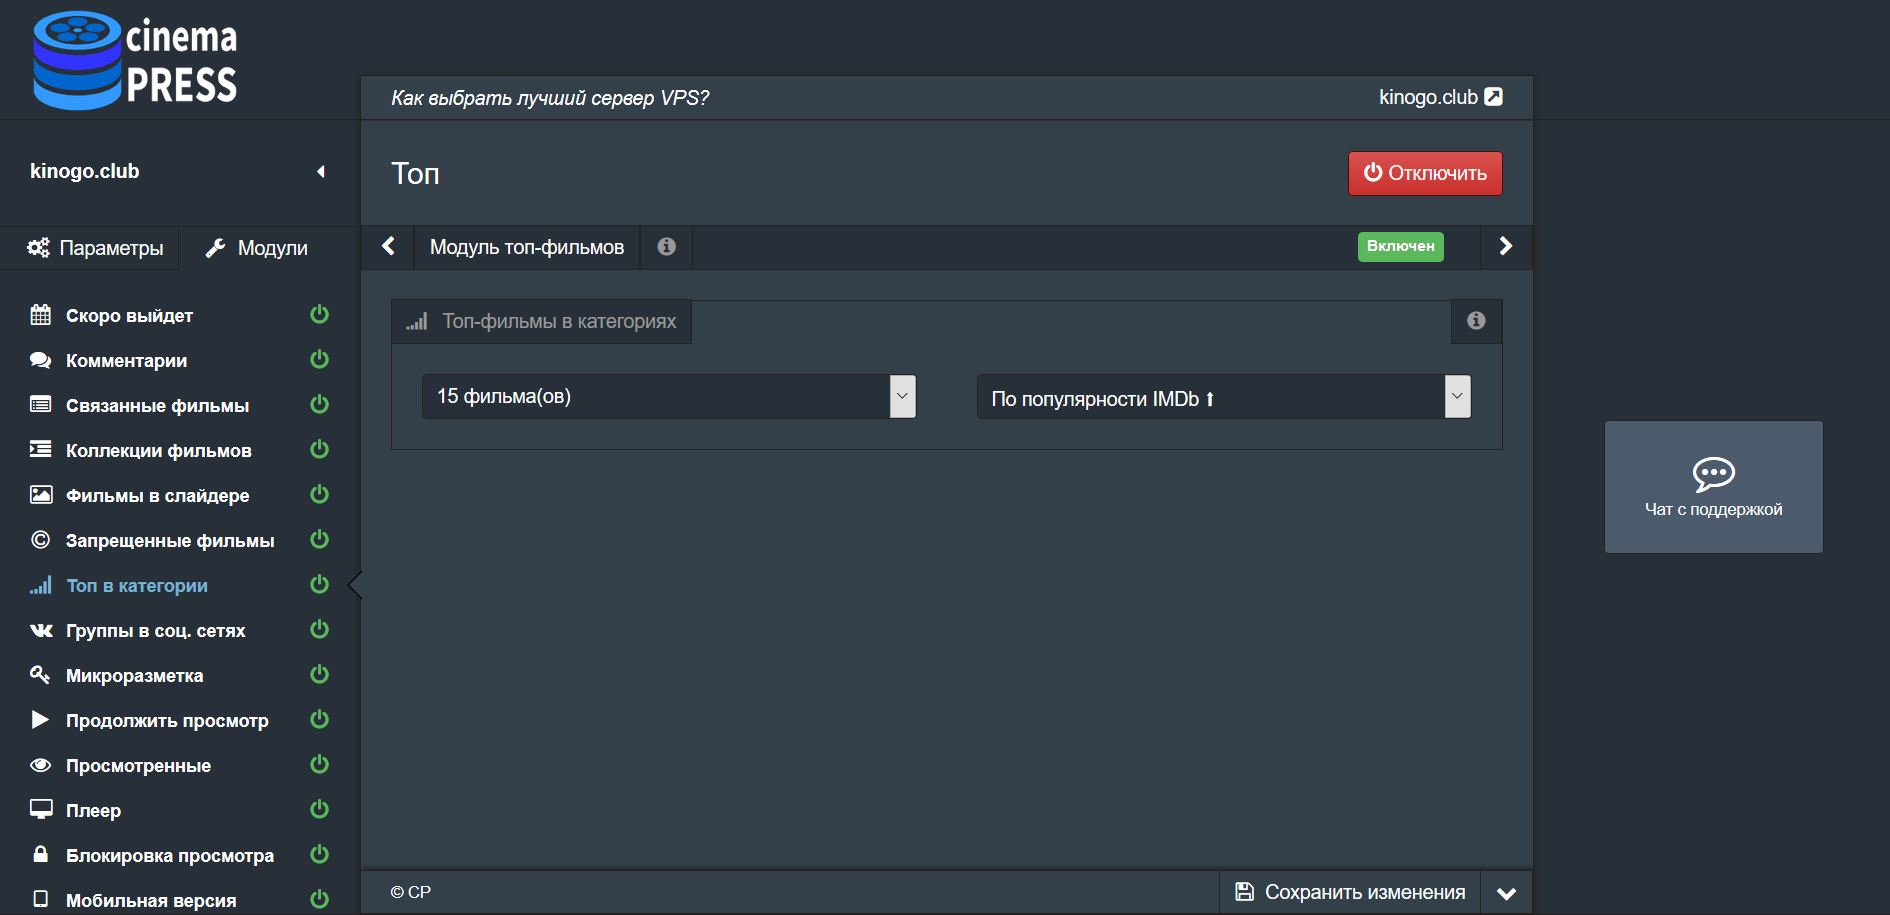 cinema
PRESS
Как выбрать лучший сервер VPS?
kinogo.club
kinogo.club
Топ
Отключить
Параметры
Модули
Модуль топ-фильмов
Включен
Скоро выйдет
Комментарии
Связанные фильмы
Коллекции фильмов
Фильмы в слайдере
Запрещенные фильмы
Топ в категории
Группы в соц. сетях
Микроразметка
Продолжить просмотр
Просмотренные
Плеер
Блокировка просмотра
Мобильная версия
Топ-фильмы в категориях
15 фильма(ов)
По популярности IMDb ⬆
Чат с поддержкой
© CP
Сохранить изменения